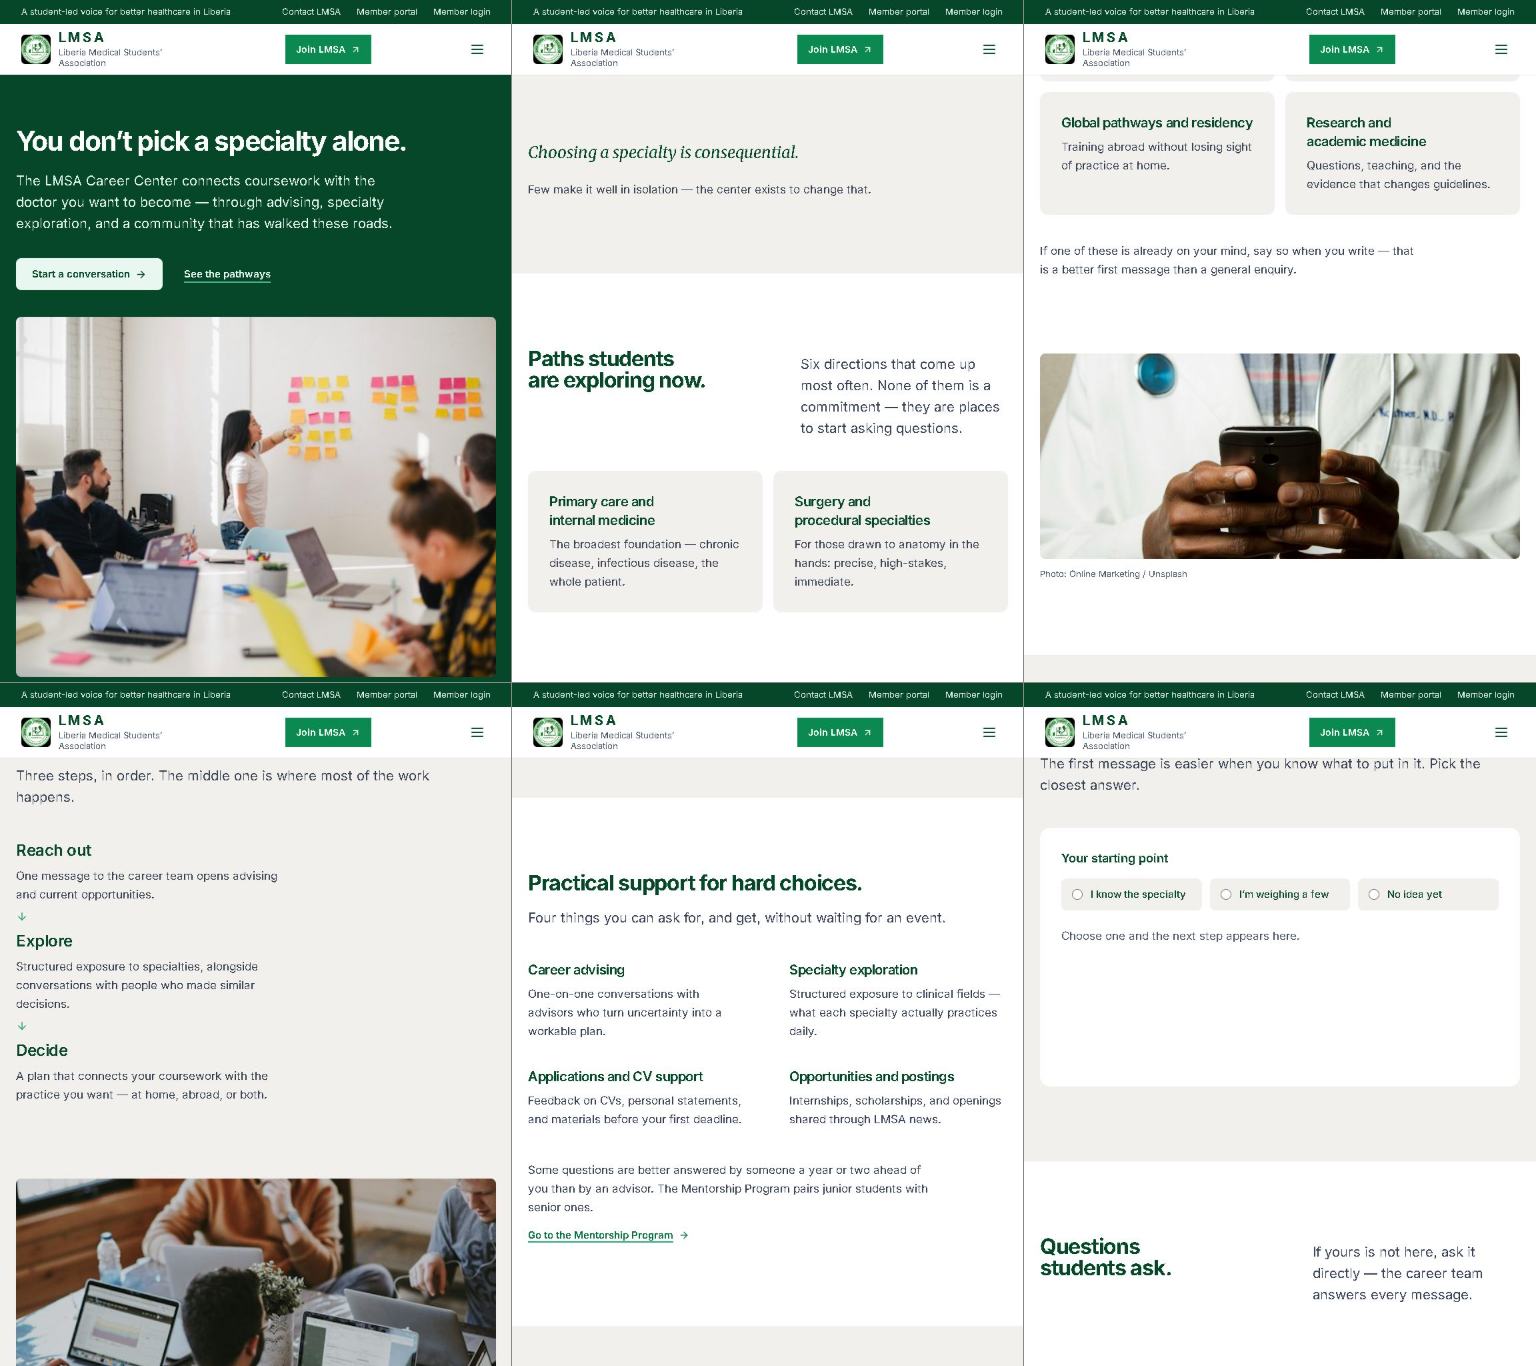 A student-led voice for better healthcare in Liberia Contact LMSA Member portal Member login
LMSA
Liberia Medical Students’
Association
Join LMSA
You don’t pick a specialty alone.
The LMSA Career Center connects coursework with the
doctor you want to become — through advising, specialty
exploration, and a community that has walked these roads.
Start a conversation →
See the pathways
A student-led voice for better healthcare in Liberia Contact LMSA Member portal Member login
LMSA
Liberia Medical Students’
Association
Join LMSA
Choosing a specialty is consequential.
Few make it well in isolation — the center exists to change that.
Paths students
are exploring now.
Six directions that come up
most often. None of them is a
commitment — they are places
to start asking questions.
Primary care and
internal medicine
The broadest foundation — chronic
disease, infectious disease, the
whole patient.
Surgery and
procedural specialties
For those drawn to anatomy in the
hands: precise, high-stakes,
immediate.
A student-led voice for better healthcare in Liberia Contact LMSA Member portal Member login
LMSA
Liberia Medical Students’
Association
Join LMSA
Global pathways and residency
Training abroad without losing sight
of practice at home.
Research and
academic medicine
Questions, teaching, and the
evidence that changes guidelines.
If one of these is already on your mind, say so when you write — that
is a better first message than a general enquiry.
Photo: Online Marketing / Unsplash
A student-led voice for better healthcare in Liberia Contact LMSA Member portal Member login
LMSA
Liberia Medical Students’
Association
Join LMSA
Three steps, in order. The middle one is where most of the work
happens.
Reach out
One message to the career team opens advising
and current opportunities.
↓
Explore
Structured exposure to specialties, alongside
conversations with people who made similar
decisions.
↓
Decide
A plan that connects your coursework with the
practice you want — at home, abroad, or both.
A student-led voice for better healthcare in Liberia Contact LMSA Member portal Member login
LMSA
Liberia Medical Students’
Association
Join LMSA
Practical support for hard choices.
Four things you can ask for, and get, without waiting for an event.
Career advising
One-on-one conversations with
advisors who turn uncertainty into a
workable plan.
Specialty exploration
Structured exposure to clinical fields —
what each specialty actually practices
daily.
Applications and CV support
Feedback on CVs, personal statements,
and materials before your first deadline.
Opportunities and postings
Internships, scholarships, and openings
shared through LMSA news.
Some questions are better answered by someone a year or two ahead of
you than by an advisor. The Mentorship Program pairs junior students with
senior ones.
Go to the Mentorship Program →
A student-led voice for better healthcare in Liberia Contact LMSA Member portal Member login
LMSA
Liberia Medical Students’
Association
Join LMSA
The first message is easier when you know what to put in it. Pick the
closest answer.
Your starting point
I know the specialty
I’m weighing a few
No idea yet
Choose one and the next step appears here.
Questions
students ask.
If yours is not here, ask it
directly — the career team
answers every message.